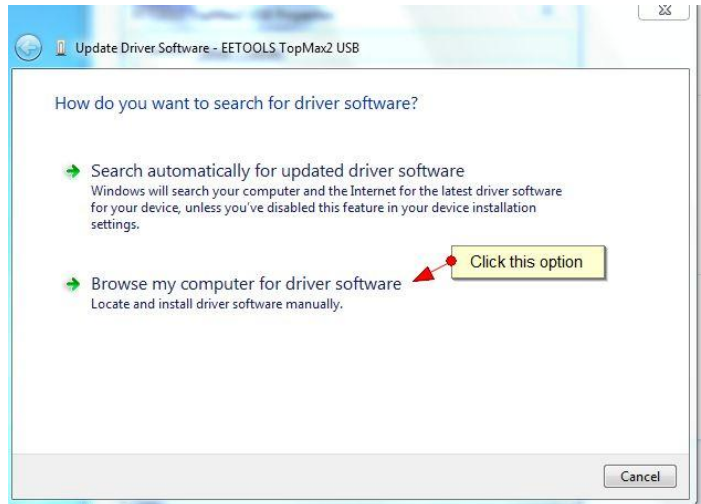 Update Driver Software - EETOOLS TopMax2 USB
How do you want to search for driver software?
Search automatically for updated driver software
Windows will search your computer and the Internet for the latest driver software
for your device, unless you've disabled this feature in your device installation
settings.
Click this option
Browse my computer for driver software
Locate and install driver software manually.
Cancel